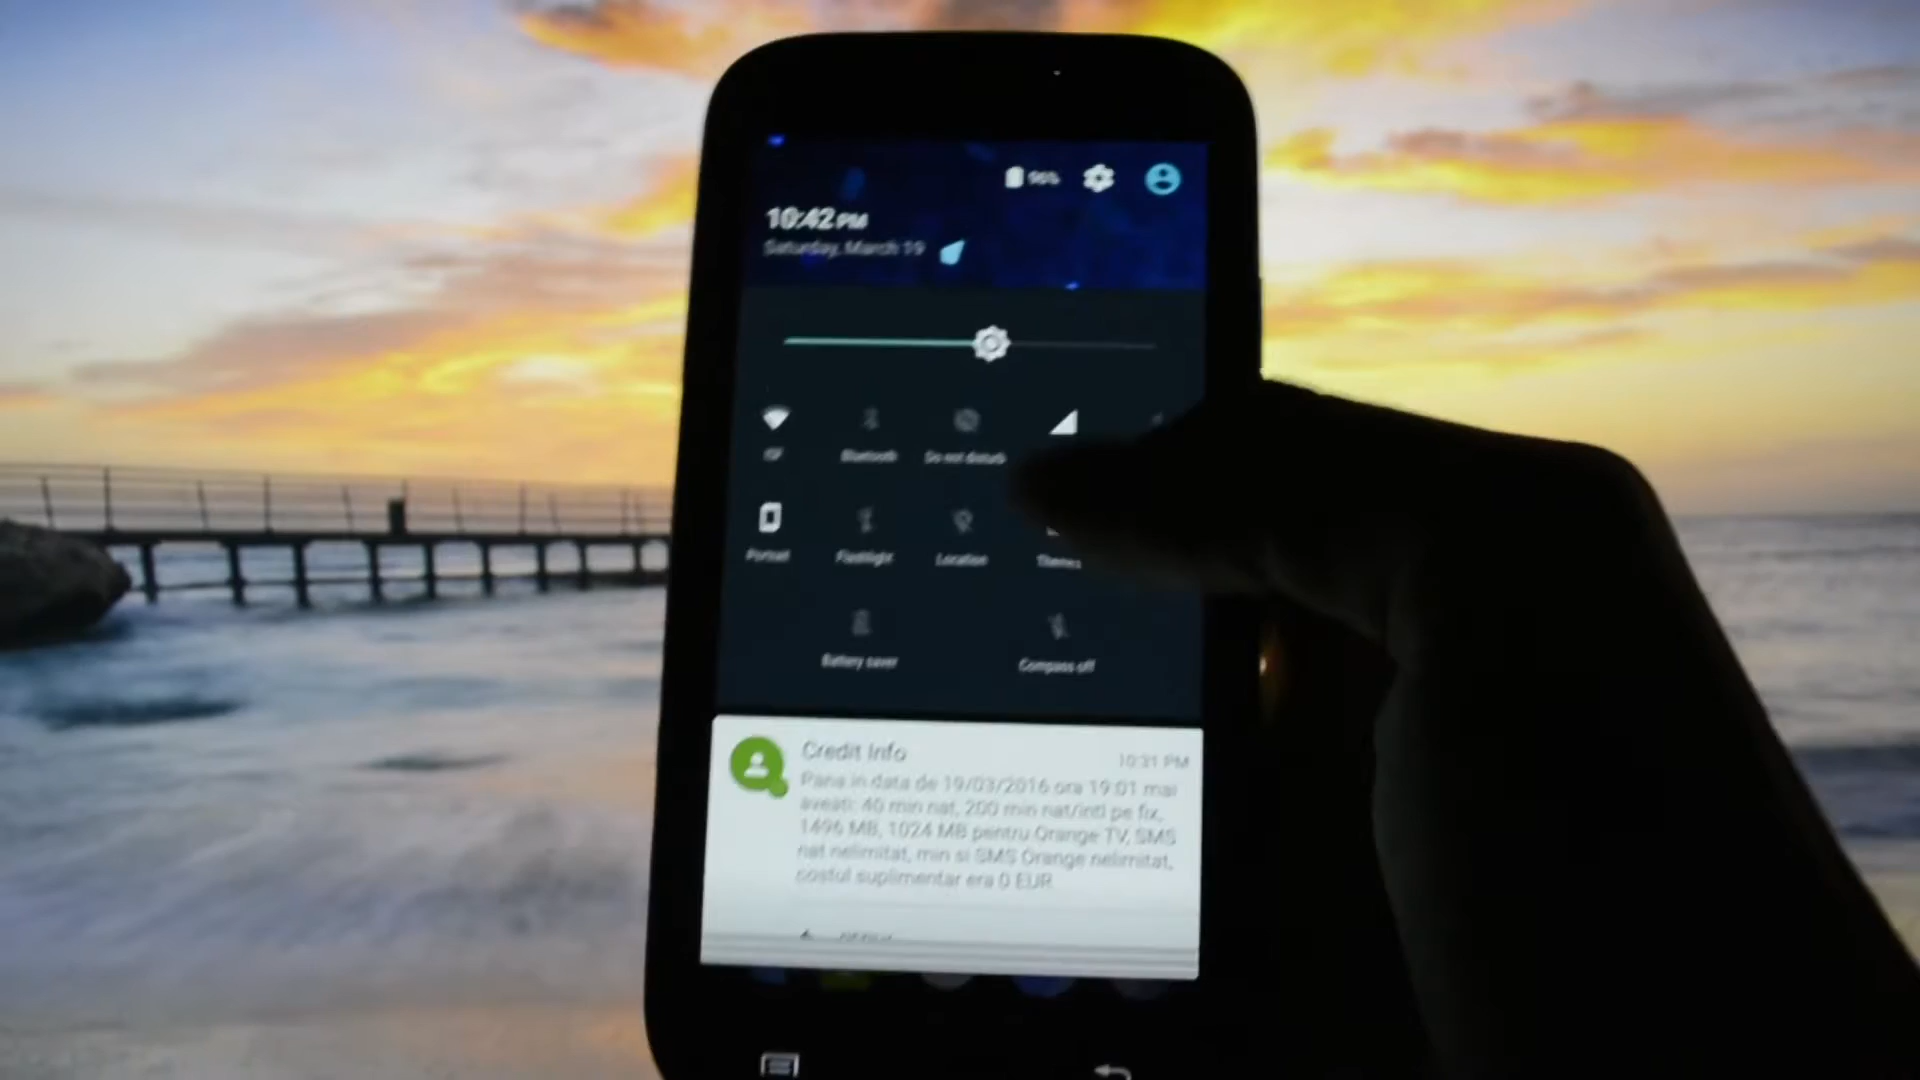 96%
10:42 PM
Saturday, March 19
Bluetooth
Do not disturb
Portrait
Flashlight
Location
Themes
Battery saver
Compass off
Credit Info
10:31 PM
Pana in data de 19/03/2016 ora 19:01 mai
aveati: 40 min nat, 200 min nat/intl pe fix,
1496 MB, 1024 MB pentru Orange TV, SMS
nat nelimitat, min si SMS Orange nelimitat,
costul suplimentar era 0 EUR